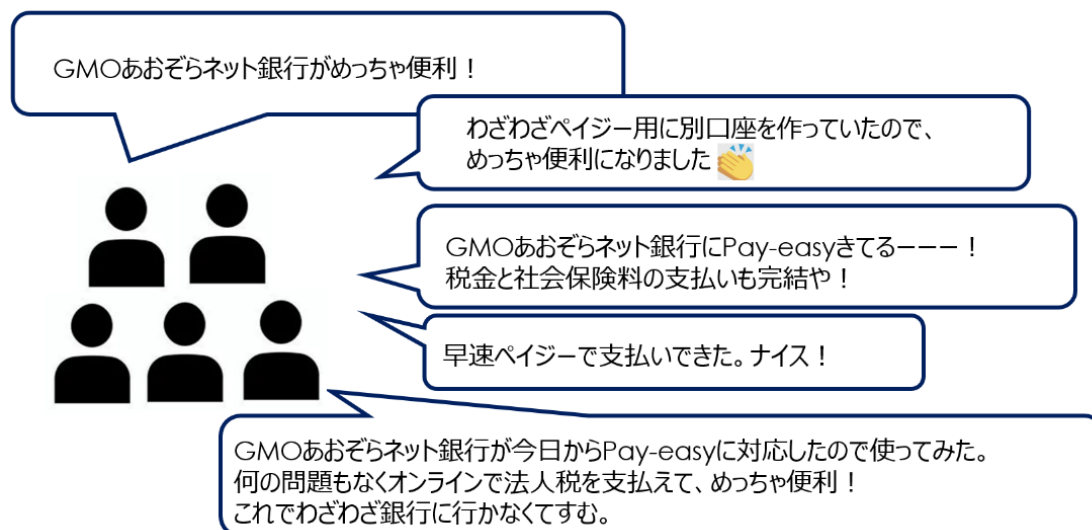 GMOあおぞらネット銀行がめっちゃ便利！
わざわざペイジー用に別口座を作っていたので、
めっちゃ便利になりました👏
GMOあおぞらネット銀行にPay-easyきてるーーー！
税金と社会保険料の支払いも完結や！
早速ペイジーで支払いできた。ナイス！
GMOあおぞらネット銀行が今日からPay-easyに対応したので使ってみた。
何の問題もなくオンラインで法人税を支払えて、めっちゃ便利！
これでわざわざ銀行に行かなくてすむ。